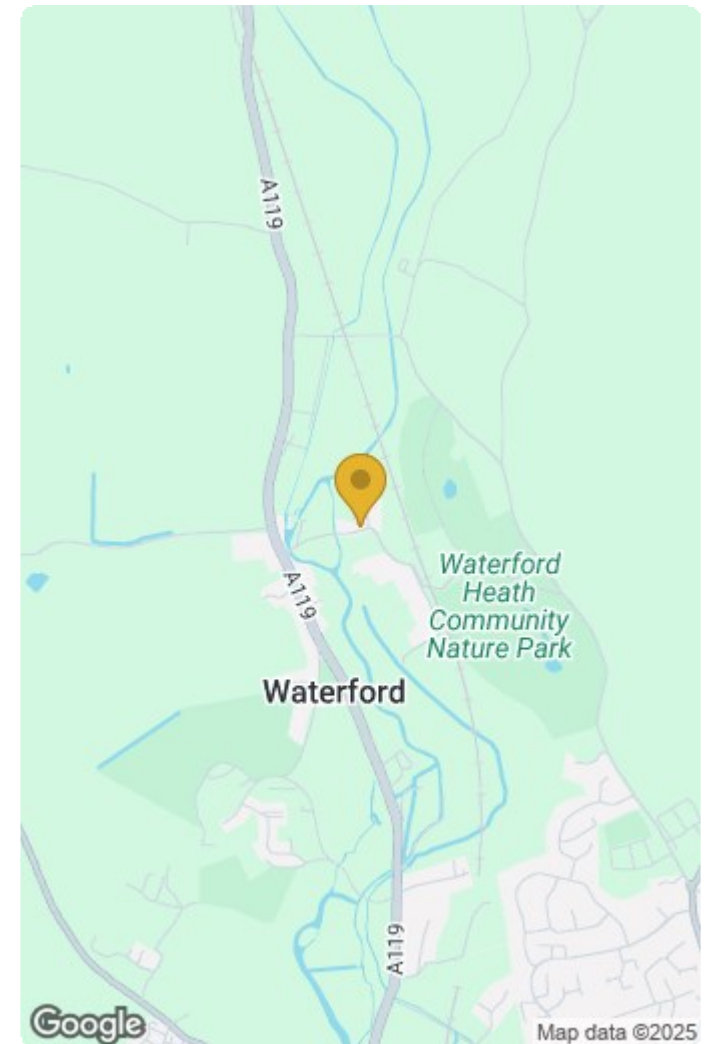 A119
Waterford
Heath
Community
Nature Park
A119
Waterford
A119
Google
Map data ©2025